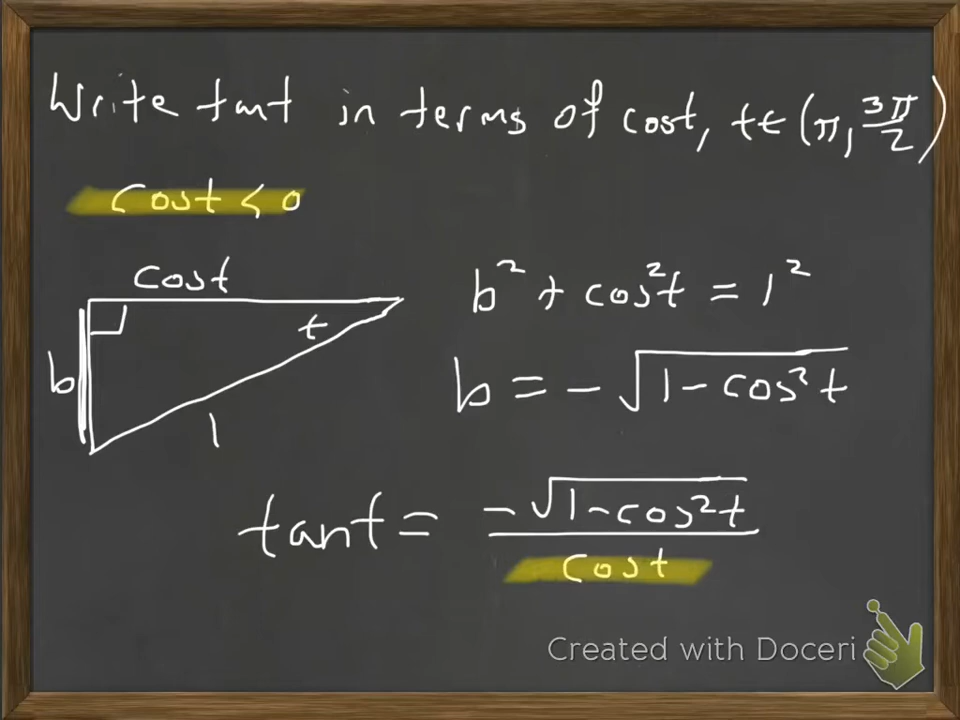 Write tant in terms of cost, t∈(π, 3π/2)
cost < 0
cost
t
b
1
b² + cos²t = 1²
b = -√(1-cos²t)
tant = -√(1-cos²t) / cost
Created with Doceri